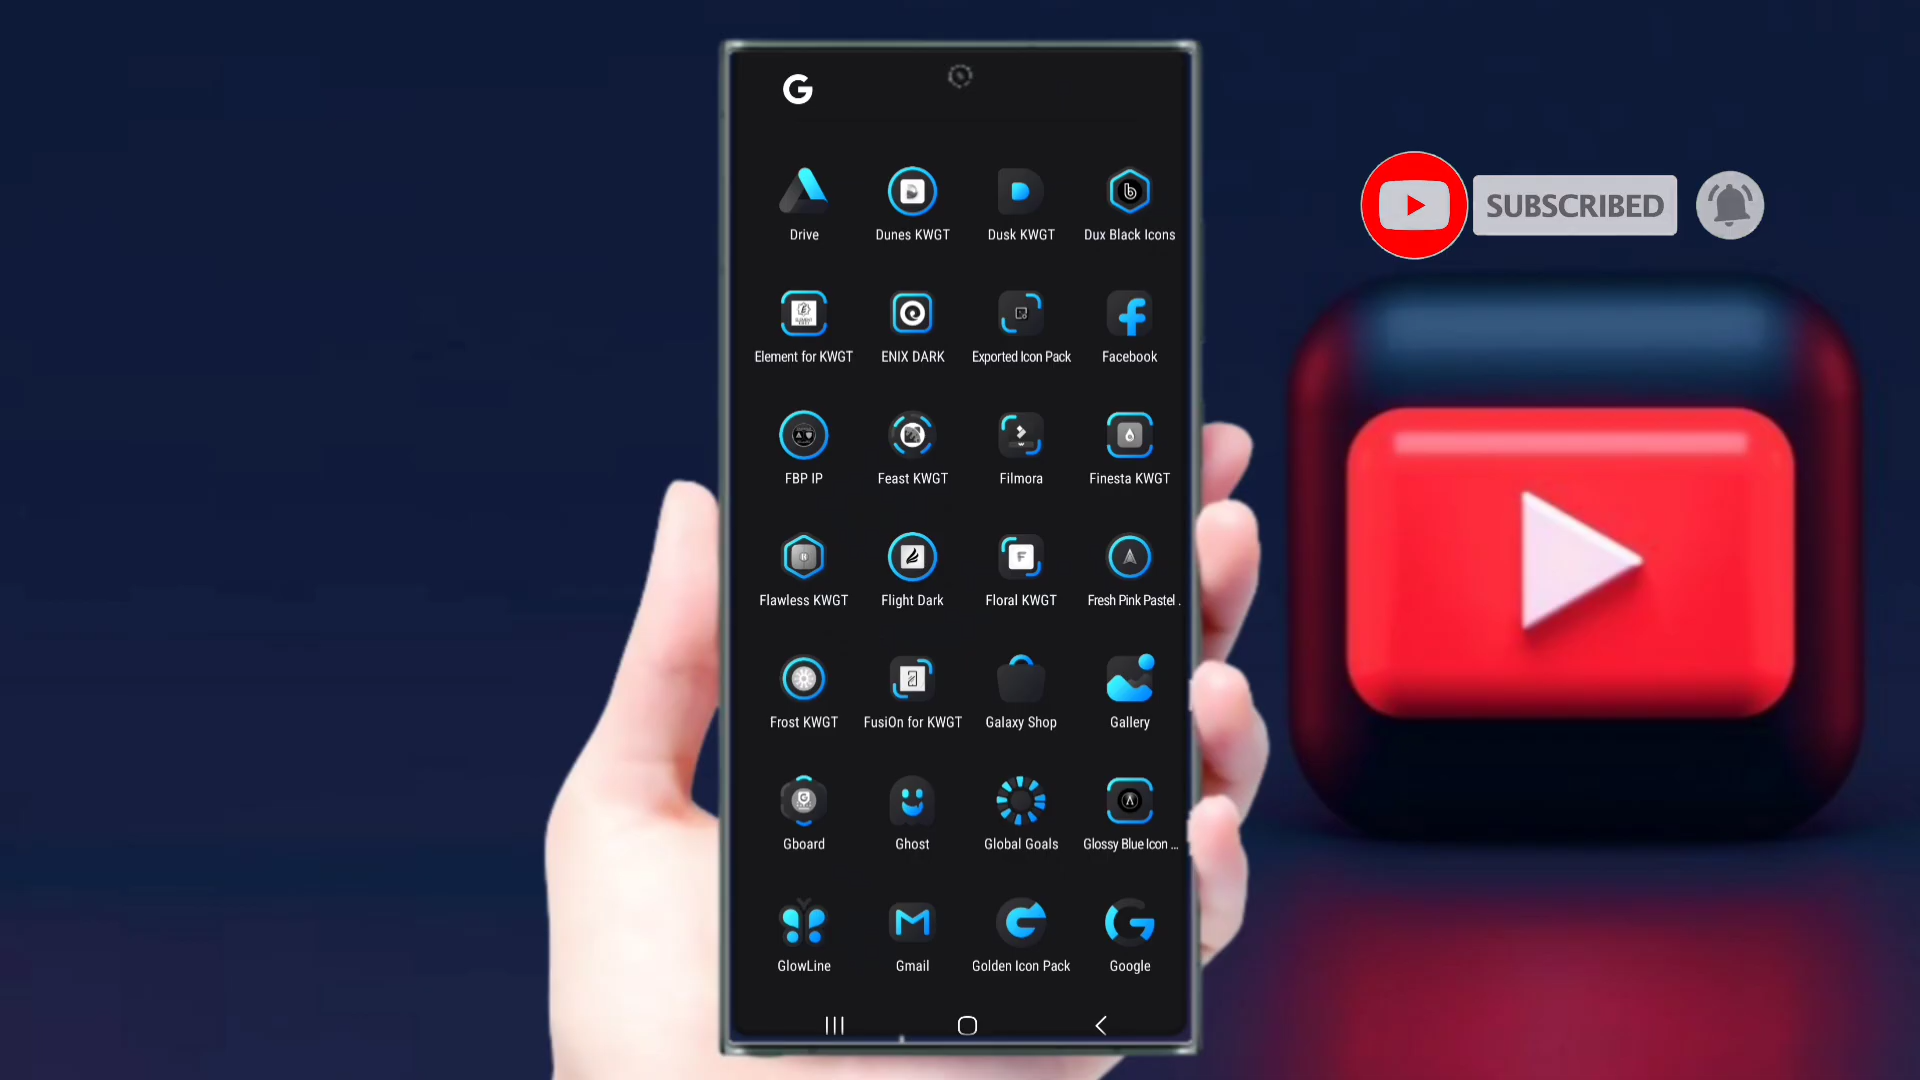 Drive Dunes KWGT Dusk KWGT Dux Black Icons
SUBSCRIBED
Element for KWGT ENIX DARK Exported Icon Pack Facebook
FBP IP Feast KWGT Filmora Finesta KWGT
Flawless KWGT Flight Dark Floral KWGT Fresh Pink Pastel .
Frost KWGT FusiOn for KWGT Galaxy Shop Gallery
Gboard Ghost Global Goals Glossy Blue Icon ...
GlowLine Gmail Golden Icon Pack Google